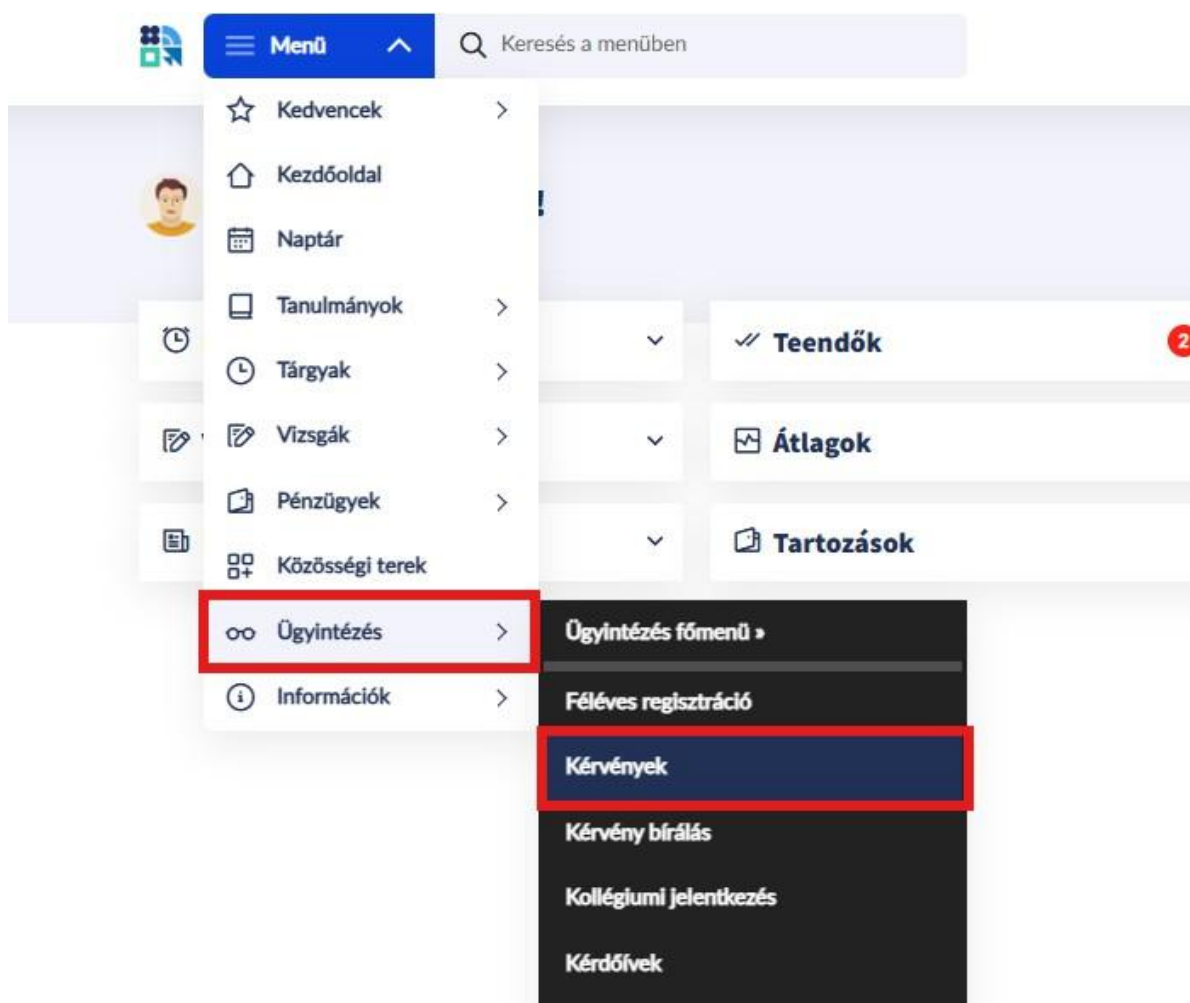 Menü
Keresés a menüben
Kedvencek
Kezdőoldal
!
Naptár
Tanulmányok
Teendők
2
Tárgyak
Vizsgák
Átlagok
Pénzügyek
Tartozások
Közösségi terek
Ügyintézés
Ügyintézés főmenü »
Információk
Féléves regisztráció
Kérvények
Kérvény bírálás
Kollégiumi jelentkezés
Kérdőívek